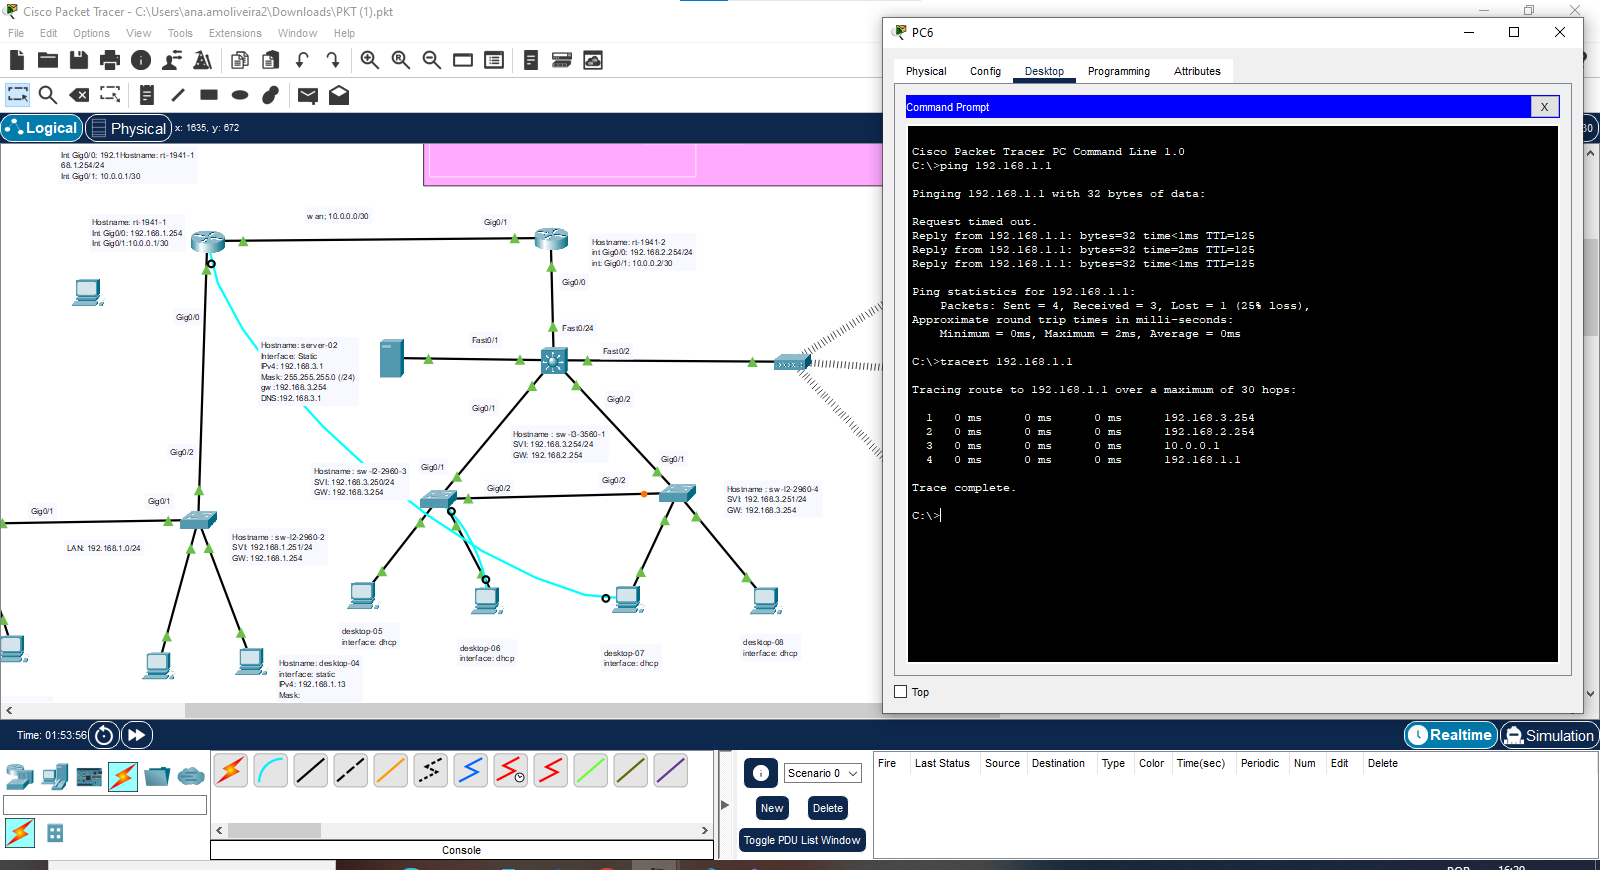 Cisco Packet Tracer - C:\Users\ana.amoliveira2\Downloads\PKT (1).pkt
File Edit Options View Tools Extensions Window Help
Logical Physical x: 1635, y: 672
Int Gig0/0: 192.1Hostname: rt-1941-1
68.1.254/24
Int Gig0/1: 10.0.0.1/30
Hostname: rt-1941-1
Int Gig0/0: 192.168.1.254
Int Gig0/1:10.0.0.1/30
wan; 10.0.0.0/30
Gig0/1
Hostname: rt-1941-2
int Gig0/0: 192.168.2.254/24
int: Gig0/1: 10.0.0.2/30
Gig0/0
Gig0/0
Fast0/24
Fast0/1
Fast0/2
Hostname: server-02
Interface: Static
IPv4: 192.168.3.1
Mask: 255.255.255.0 (/24)
gw :192.168.3.254
DNS:192.168.3.1
Gig0/1
Gig0/2
Hostname : sw-l3-3560-1
SVI: 192.168.3.254/24
GW: 192.168.2.254
Gig0/2
Hostname : sw-l2-2960-3
SVI: 192.168.3.250/24
GW: 192.168.3.254
Gig0/1
Gig0/2
Gig0/2
Gig0/1
Hostname : sw-l2-2960-4
SVI: 192.168.3.251/24
GW: 192.168.3.254
Gig0/1
Gig0/1
LAN: 192.168.1.0/24
Hostname : sw-l2-2960-2
SVI: 192.168.1.251/24
GW: 192.168.1.254
desktop-05
interface: dhcp
desktop-06
interface: dhcp
desktop-07
interface: dhcp
desktop-08
interface: dhcp
Hostname: desktop-04
interface: static
IPv4: 192.168.1.13
Mask:
PC6
Physical Config Desktop Programming Attributes
Command Prompt X
Cisco Packet Tracer PC Command Line 1.0
C:\>ping 192.168.1.1
Pinging 192.168.1.1 with 32 bytes of data:
Request timed out.
Reply from 192.168.1.1: bytes=32 time<1ms TTL=125
Reply from 192.168.1.1: bytes=32 time=2ms TTL=125
Reply from 192.168.1.1: bytes=32 time<1ms TTL=125
Ping statistics for 192.168.1.1:
Packets: Sent = 4, Received = 3, Lost = 1 (25% loss),
Approximate round trip times in milli-seconds:
Minimum = 0ms, Maximum = 2ms, Average = 0ms
C:\>tracert 192.168.1.1
Tracing route to 192.168.1.1 over a maximum of 30 hops:
1 0 ms 0 ms 0 ms 192.168.3.254
2 0 ms 0 ms 0 ms 192.168.2.254
3 0 ms 0 ms 0 ms 10.0.0.1
4 0 ms 0 ms 0 ms 192.168.1.1
Trace complete.
C:\>
Top
Time: 01:53:56
Realtime Simulation
Console
Scenario 0
New Delete
Toggle PDU List Window
Fire Last Status Source Destination Type Color Time(sec) Periodic Num Edit Delete